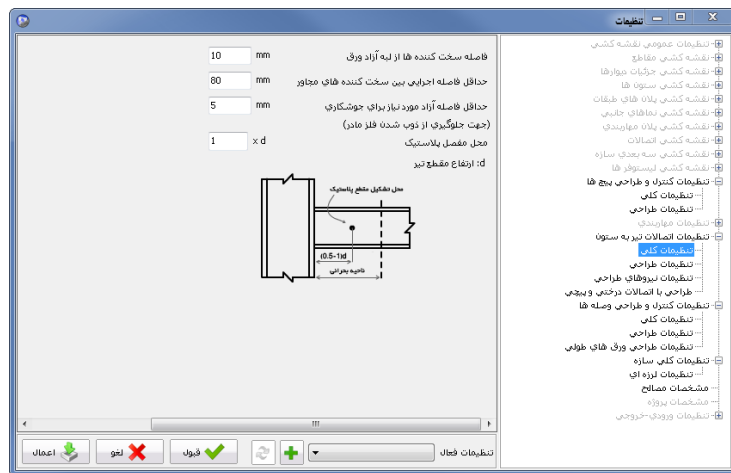 تنظیمات
تنظیمات عمومی نقشه کشی
نقشه کشی مقاطع
نقشه کشی جزئیات دیوارها
نقشه کشی ستون ها
نقشه کشی پلان های طبقات
نقشه کشی نماهای جانبی
نقشه کشی پلان مهاربندی
نقشه کشی اتصالات
نقشه کشی سه بعدی سازه
نقشه کشی لیستوفر ها
تنظیمات کنترل و طراحی پیچ ها
تنظیمات کلی
تنظیمات طراحی
تنظیمات مهاربندی
تنظیمات اتصالات تیر به ستون
تنظیمات کلی
تنظیمات طراحی
تنظیمات نیروهای طراحی
طراحی با اتصالات درختی و پیچی
تنظیمات کنترل و طراحی وصله ها
تنظیمات کلی
تنظیمات طراحی
تنظیمات طراحی ورق های طولی
تنظیمات کلی سازه
تنظیمات لرزه ای
مشخصات مصالح
مشخصات پروژه
تنظیمات ورودی-خروجی
فاصله سخت کننده ها از لبه آزاد ورق 10 mm
حداقل فاصله اجرایی بین سخت کننده های مجاور 80 mm
حداقل فاصله آزاد مورد نیاز برای جوشکاری 5 mm
(جهت جلوگیری از ذوب شدن فلز مادر)
محل مفصل پلاستیک 1 x d
d: ارتفاع مقطع تیر
محل تشکیل مقطع پلاستیک
(0.5-1)d
ناحیه بحرانی
تنظیمات فعال
قبول
لغو
اعمال